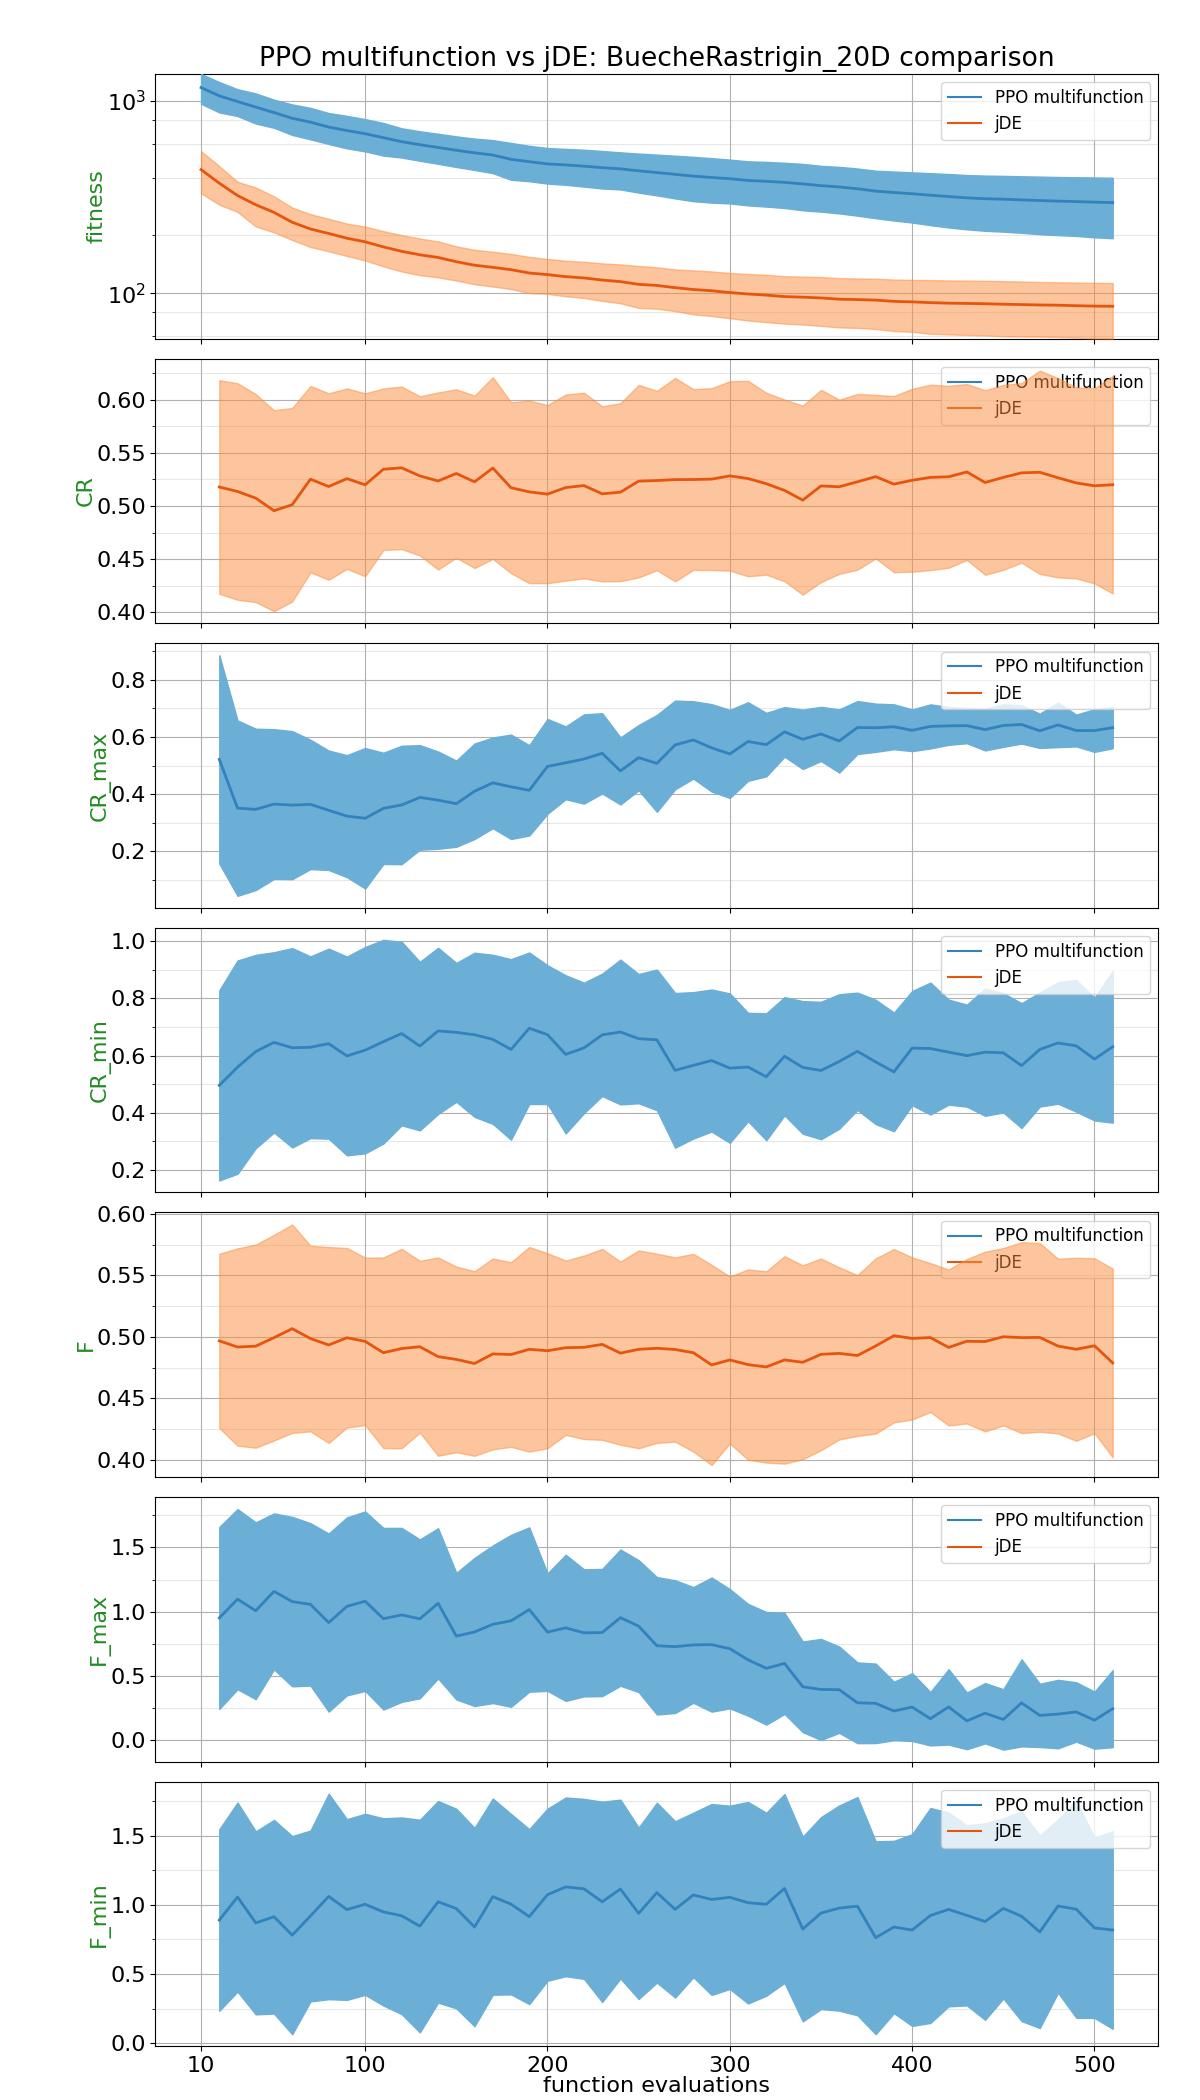 PPO multifunction vs jDE: BuecheRastrigin_20D comparison
10³
10²
fitness
PPO multifunction
jDE
0.60
0.55
0.50
0.45
0.40
CR
PPO multifunction
jDE
0.8
0.6
0.4
0.2
CR_max
PPO multifunction
jDE
1.0
0.8
0.6
0.4
0.2
CR_min
PPO multifunction
jDE
0.60
0.55
0.50
0.45
0.40
F
PPO multifunction
jDE
1.5
1.0
0.5
0.0
F_max
PPO multifunction
jDE
1.5
1.0
0.5
0.0
F_min
PPO multifunction
jDE
10 100 200 300 400 500
function evaluations